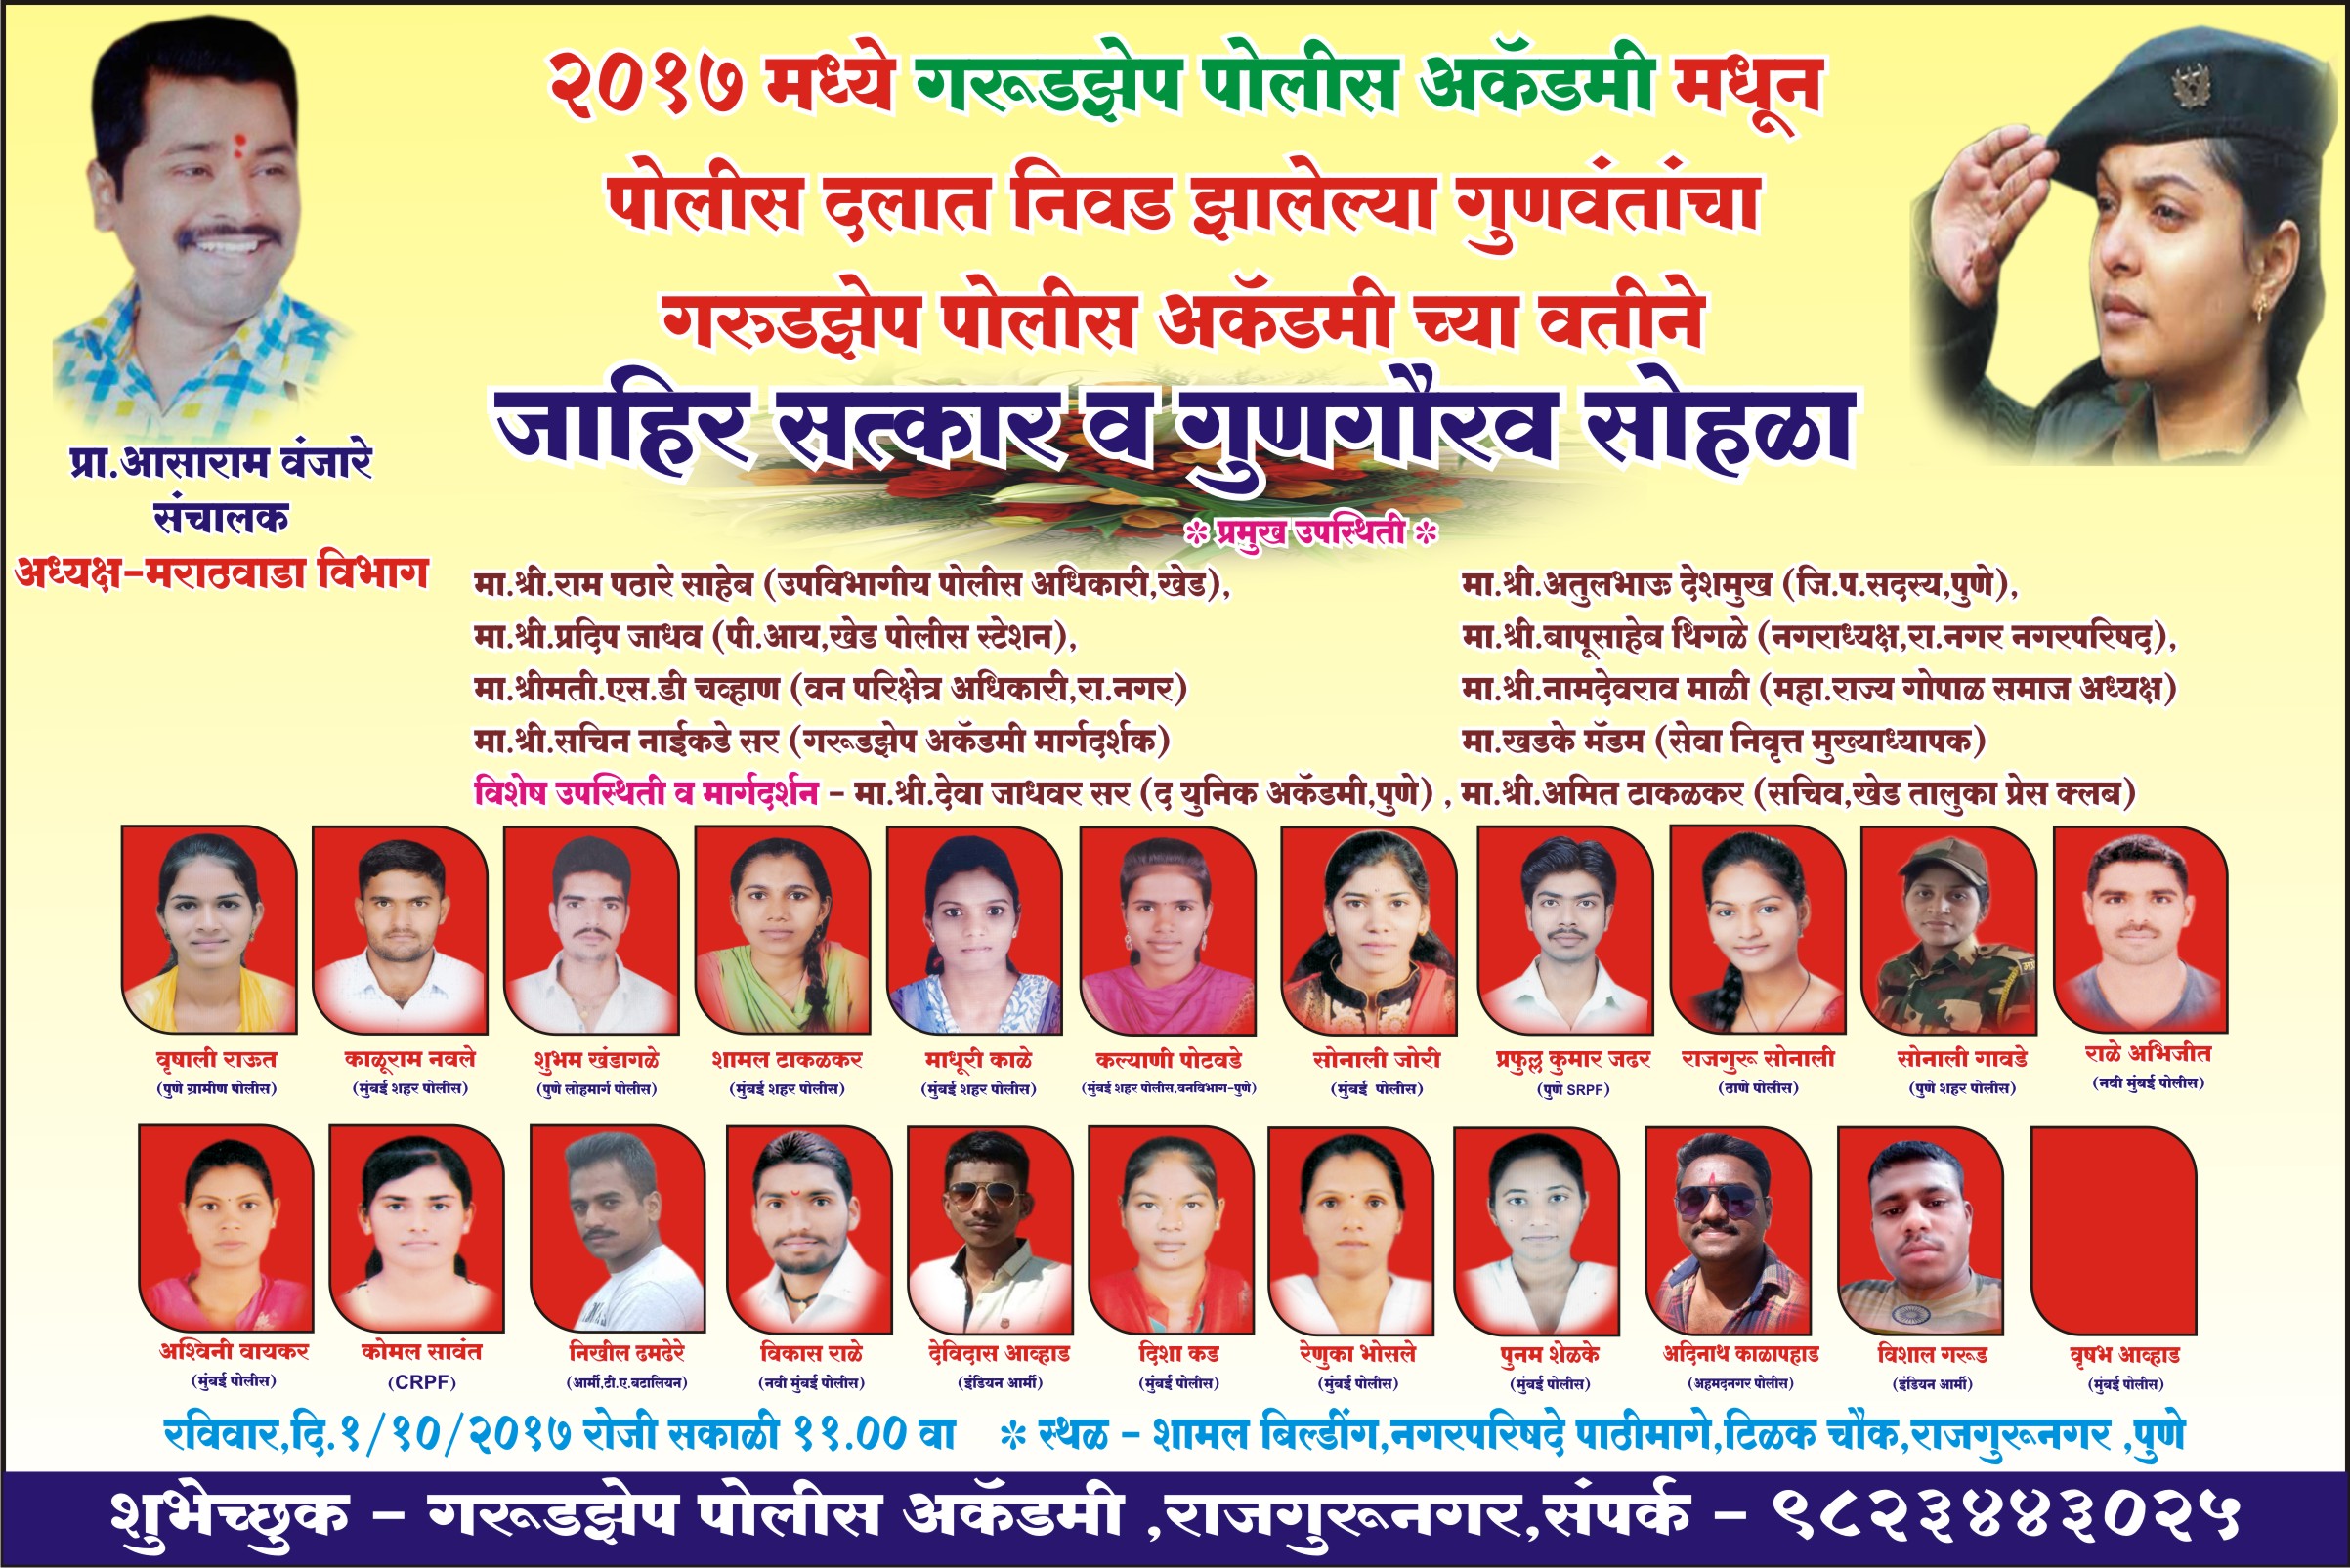 २०१७ मध्ये गरूडझेप पोलीस अकॅडमी मधून
पोलीस दलात निवड झालेल्या गुणवंतांचा
गरुडझेप पोलीस अकॅडमी च्या वतीने
जाहिर सत्कार व गुणगौरव सोहळा
प्रा.आसाराम वंजारे
संचालक
अध्यक्ष-मराठवाडा विभाग
* प्रमुख उपस्थिती *
मा.श्री.राम पठारे साहेब (उपविभागीय पोलीस अधिकारी,खेड),
मा.श्री.अतुलभाऊ देशमुख (जि.प.सदस्य,पुणे),
मा.श्री.प्रदिप जाधव (पी.आय,खेड पोलीस स्टेशन),
मा.श्री.बापूसाहेब थिगळे (नगराध्यक्ष,रा.नगर नगरपरिषद),
मा.श्रीमती.एस.डी चव्हाण (वन परिक्षेत्र अधिकारी,रा.नगर)
मा.श्री.नामदेवराव माळी (महा.राज्य गोपाळ समाज अध्यक्ष)
मा.श्री.सचिन नाईकडे सर (गरूडझेप अकॅडमी मार्गदर्शक)
मा.खडके मॅडम (सेवा निवृत्त मुख्याध्यापक)
विशेष उपस्थिती व मार्गदर्शन - मा.श्री.देवा जाधवर सर (द युनिक अकॅडमी,पुणे) , मा.श्री.अमित टाकळकर (सचिव,खेड तालुका प्रेस क्लब)
वृषाली राऊत
(पुणे ग्रामीण पोलीस)
काळूराम नवले
(मुंबई शहर पोलीस)
शुभम खंडागळे
(पुणे लोहमार्ग पोलीस)
शामल टाकळकर
(मुंबई शहर पोलीस)
माधूरी काळे
(मुंबई शहर पोलीस)
कल्याणी पोटवडे
(मुंबई शहर पोलीस,वनविभाग-पुणे)
सोनाली जोरी
(मुंबई पोलीस)
प्रफुल्ल कुमार जढर
(पुणे SRPF)
राजगुरू सोनाली
(ठाणे पोलीस)
सोनाली गावडे
(पुणे शहर पोलीस)
राळे अभिजीत
(नवी मुंबई पोलीस)
अश्विनी वायकर
(मुंबई पोलीस)
कोमल सावंत
(CRPF)
निखील ढमढेरे
(आर्मी.टी.ए.बटालियन)
विकास राळे
(नवी मुंबई पोलीस)
देविदास आव्हाड
(इंडियन आर्मी)
दिशा कड
(मुंबई पोलीस)
रेणुका भोसले
(मुंबई पोलीस)
पुनम शेळके
(मुंबई पोलीस)
अदिनाथ काळापहाड
(अहमदनगर पोलीस)
विशाल गरूड
(इंडियन आर्मी)
वृषभ आव्हाड
(मुंबई पोलीस)
रविवार,दि.१/१०/२०१७ रोजी सकाळी ११.०० वा * स्थळ - शामल बिल्डींग,नगरपरिषदे पाठीमागे,टिळक चौक,राजगुरूनगर ,पुणे
शुभेच्छुक - गरूडझेप पोलीस अकॅडमी ,राजगुरूनगर,संपर्क - ९८२३४४३०२५